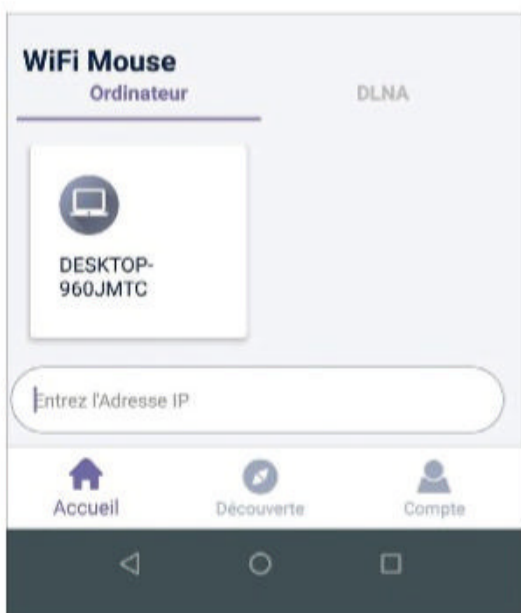 WiFi Mouse
Ordinateur
DLNA
DESKTOP-
960JMTC
Entrez l'Adresse IP
Accueil
Découverte
Compte